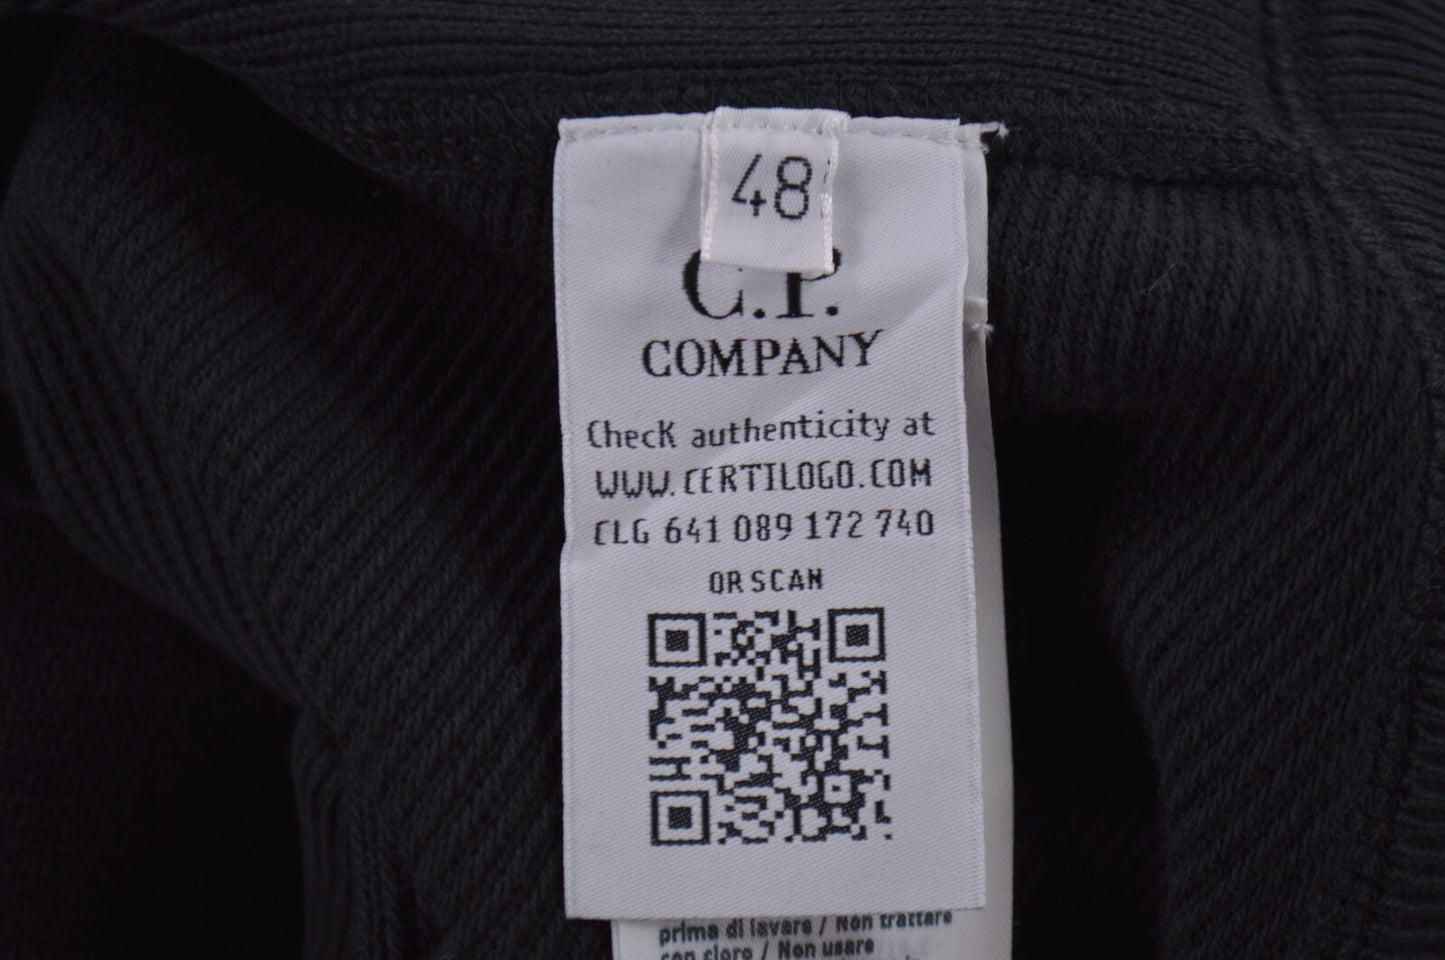 48
C.P.
COMPANY
Check authenticity at
WWW.CERTILOGO.COM
CLG 641 089 172 740
OR SCAN
prima di lavare / Non trattare
con cloro / Non usare